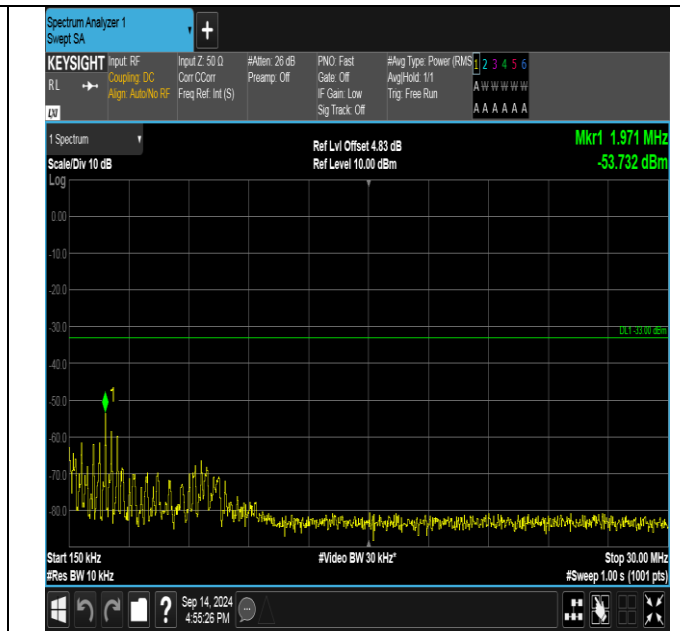 Spectrum Analyzer 1
Swept SA
+
KEYSIGHT
RL
LXI
Input: RF
Coupling: DC
Align: Auto/No RF
Input Z: 50 Ω
Corr CCorr
Freq Ref: Int (S)
#Atten: 26 dB
Preamp: Off
PNO: Fast
Gate: Off
IF Gain: Low
Sig Track: Off
#Avg Type: Power (RMS
Avg|Hold: 1/1
Trig: Free Run
1 2 3 4 5 6
A W W W W W
A A A A A A
1 Spectrum
Scale/Div 10 dB
Log
Ref Lvl Offset 4.83 dB
Ref Level 10.00 dBm
Mkr1 1.971 MHz
-53.732 dBm
0.00
-10.0
-20.0
-30.0
DL1 -33.00 dBm
-40.0
-50.0
1
-60.0
-70.0
-80.0
Start 150 kHz
#Res BW 10 kHz
#Video BW 30 kHz*
Stop 30.00 MHz
#Sweep 1.00 s (1001 pts)
?
Sep 14, 2024
4:55:26 PM